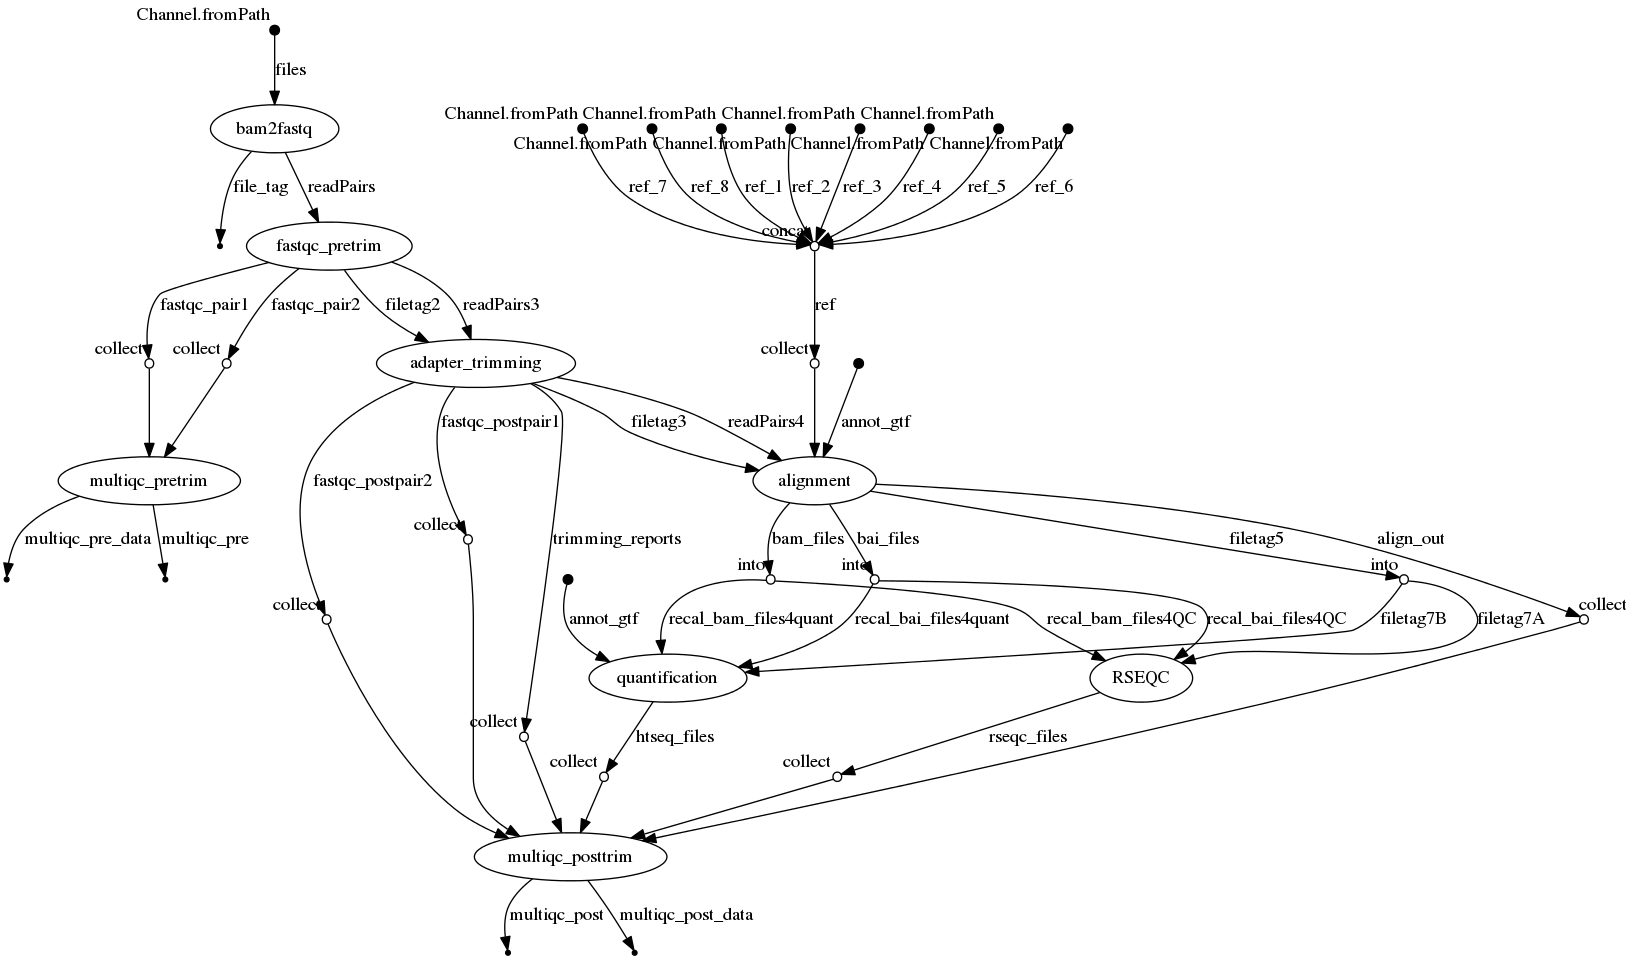 Channel.fromPath
files
bam2fastq
Channel.fromPath Channel.fromPath Channel.fromPath Channel.fromPath
Channel.fromPath Channel.fromPath Channel.fromPath Channel.fromPath
file_tag readPairs ref_7 ref_8 ref_1 ref_2 ref_3 ref_4 ref_5 ref_6
fastqc_pretrim
fastqc_pair1 fastqc_pair2 filetag2 readPairs3 ref
collect collect adapter_trimming collect
fastqc_postpair1 filetag3 readPairs4 annot_gtf
multiqc_pretrim fastqc_postpair2 alignment
collect
multiqc_pre_data multiqc_pre trimming_reports bam_files bai_files filetag5 align_out
into into into
collect annot_gtf recal_bam_files4quant recal_bai_files4quant recal_bam_files4QC recal_bai_files4QC filetag7B filetag7A collect
quantification RSEQC
collect htseq_files rseqc_files
collect collect
multiqc_posttrim
multiqc_post multiqc_post_data